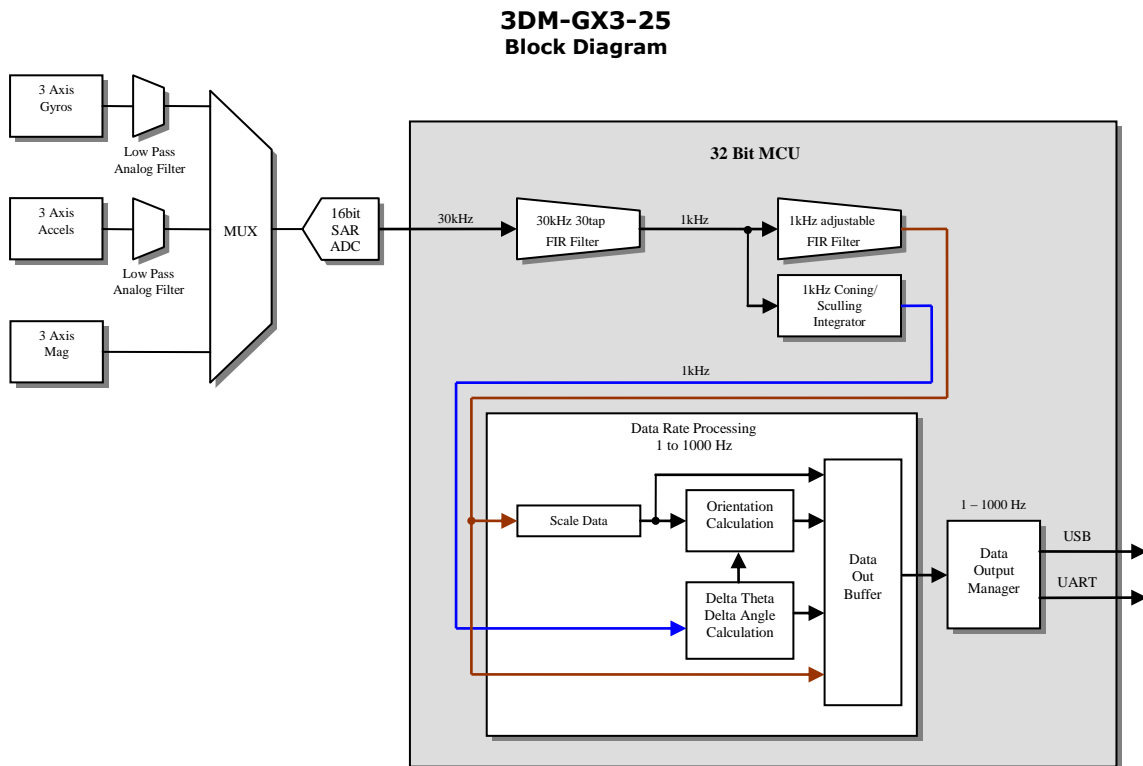 3DM-GX3-25
Block Diagram
3 Axis
Gyros
Low Pass
Analog Filter
3 Axis
Accels
Low Pass
Analog Filter
3 Axis
Mag
MUX
16bit
SAR
ADC
32 Bit MCU
30kHz
30kHz 30tap
FIR Filter
1kHz
1kHz adjustable
FIR Filter
1kHz Coning/
Sculling
Integrator
1kHz
Data Rate Processing
1 to 1000 Hz
Scale Data
Orientation
Calculation
Delta Theta
Delta Angle
Calculation
Data
Out
Buffer
1 – 1000 Hz
Data
Output
Manager
USB
UART